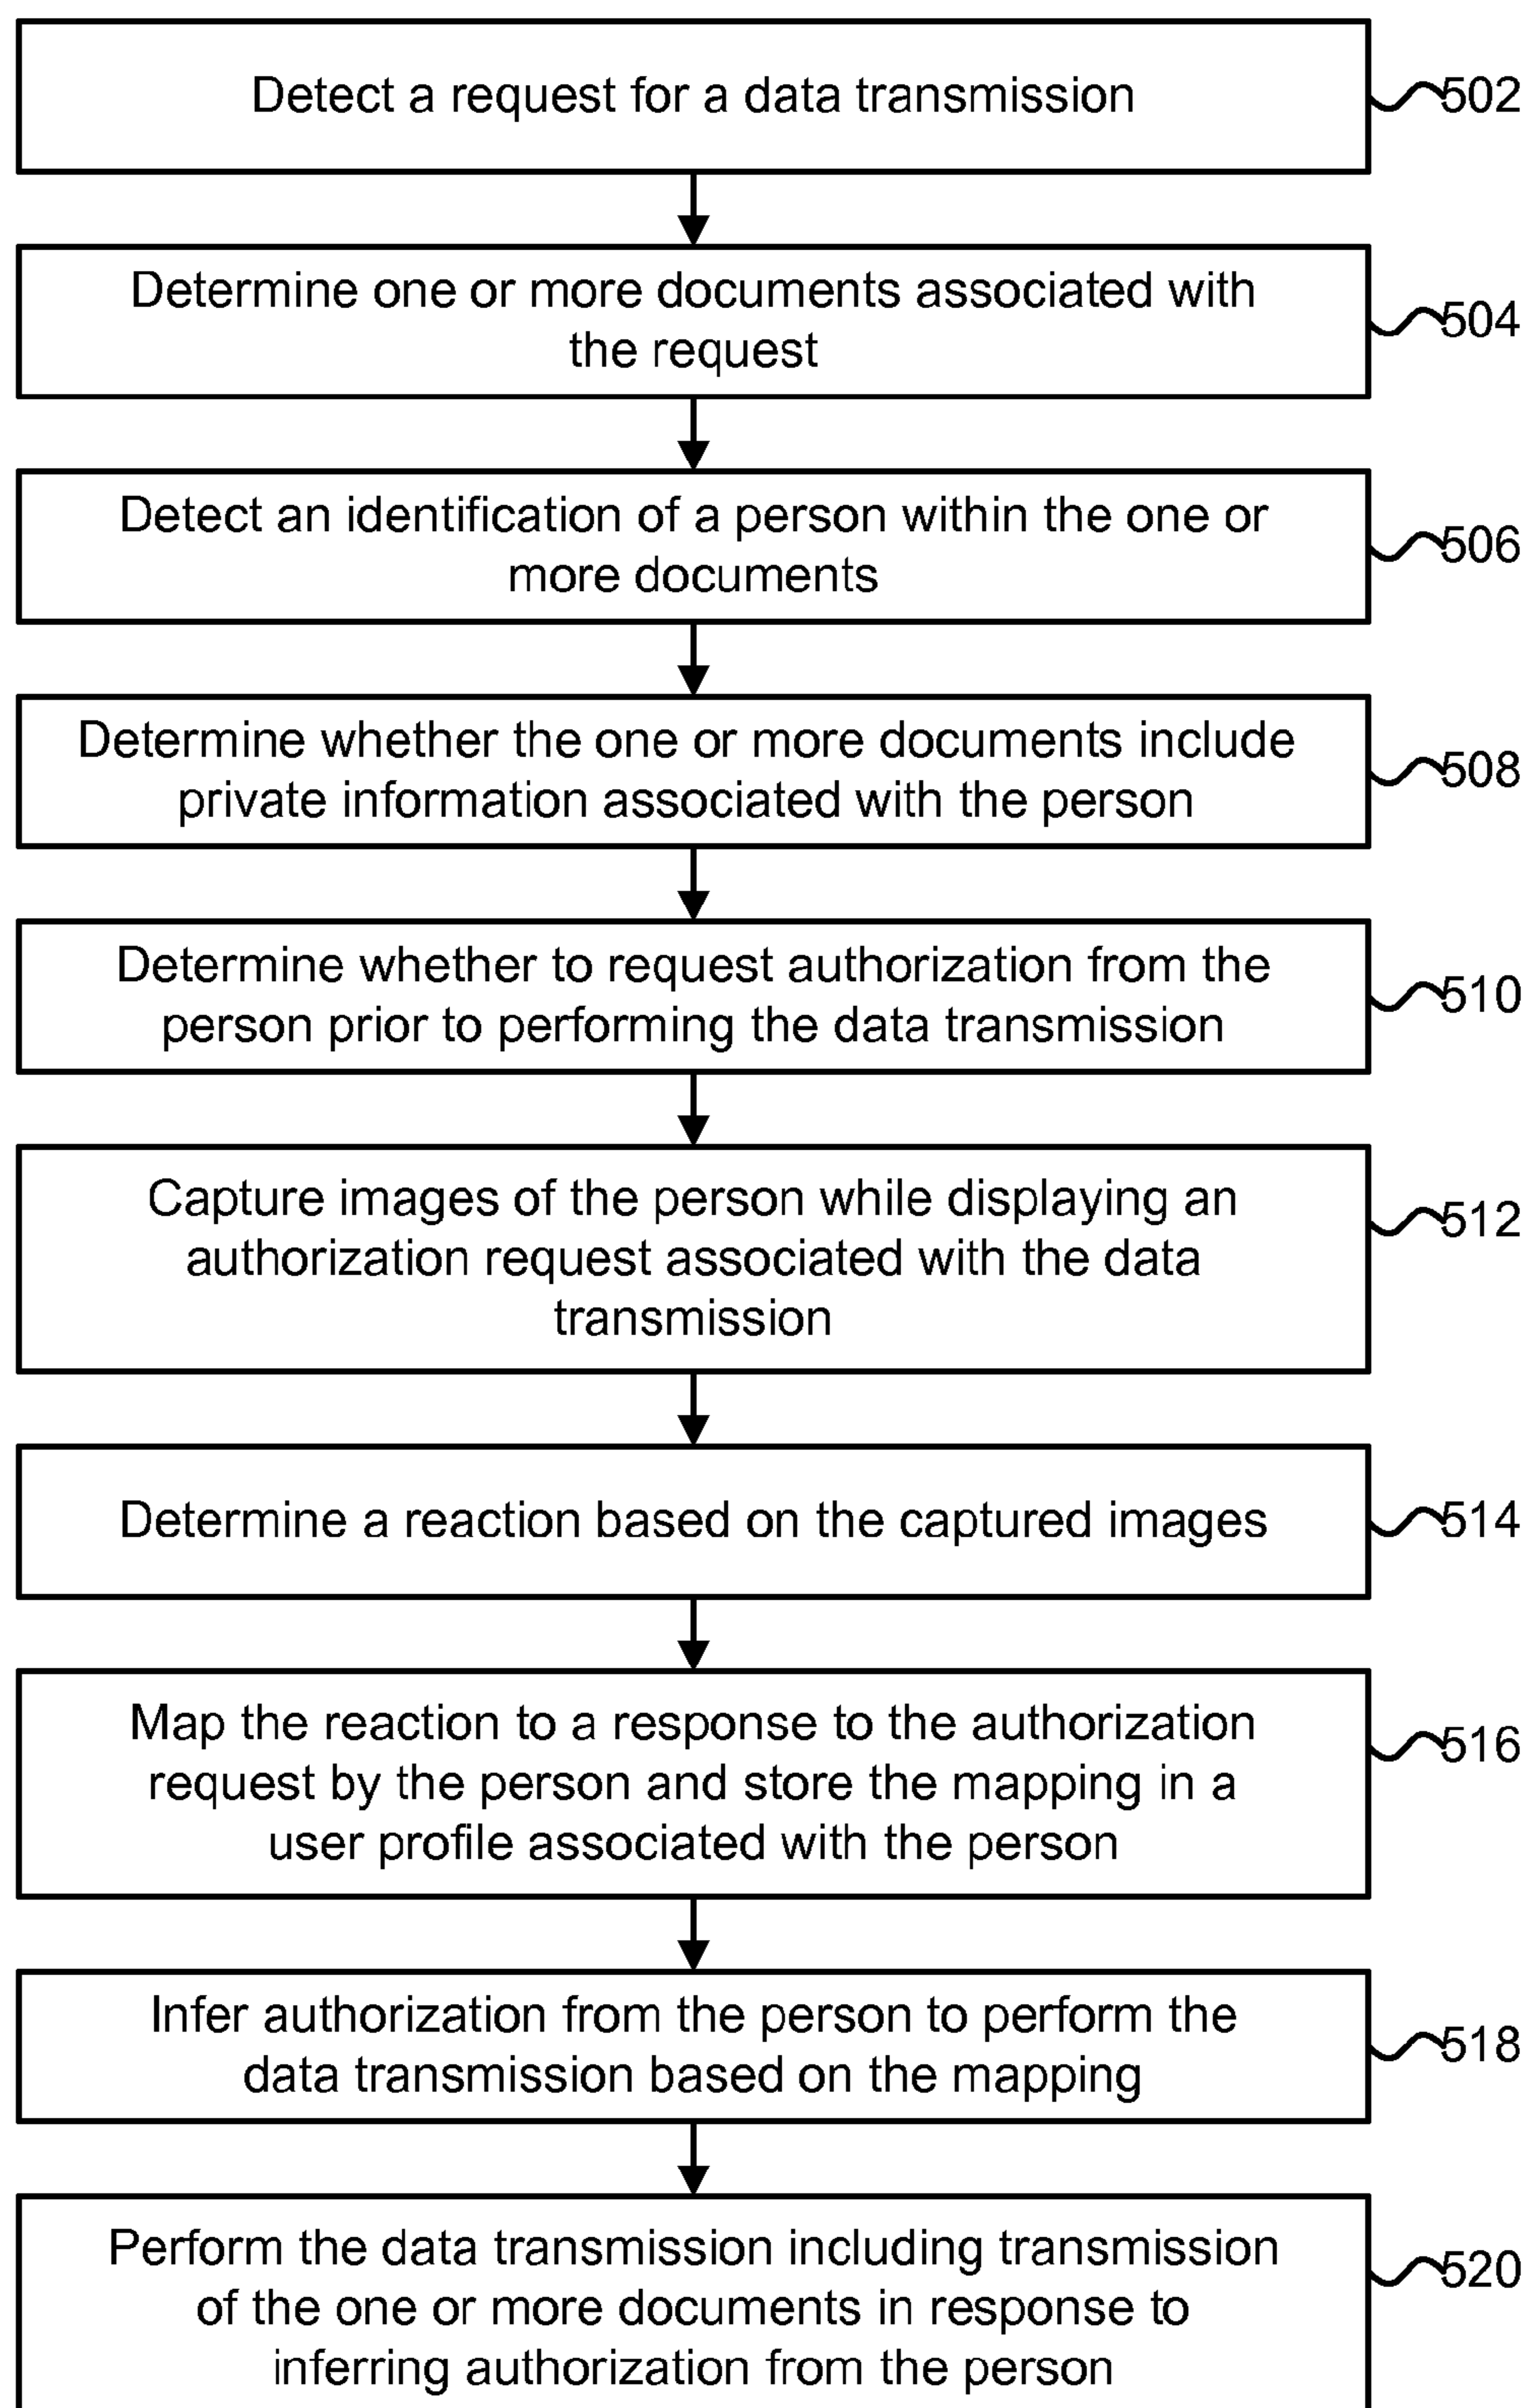 Detect a request for a data transmission
502
Determine one or more documents associated with
the request
504
Detect an identification of a person within the one or
more documents
506
Determine whether the one or more documents include
private information associated with the person
508
Determine whether to request authorization from the
person prior to performing the data transmission
510
Capture images of the person while displaying an
authorization request associated with the data
transmission
512
Determine a reaction based on the captured images
514
Map the reaction to a response to the authorization
request by the person and store the mapping in a
user profile associated with the person
516
Infer authorization from the person to perform the
data transmission based on the mapping
518
Perform the data transmission including transmission
of the one or more documents in response to
inferring authorization from the person
520